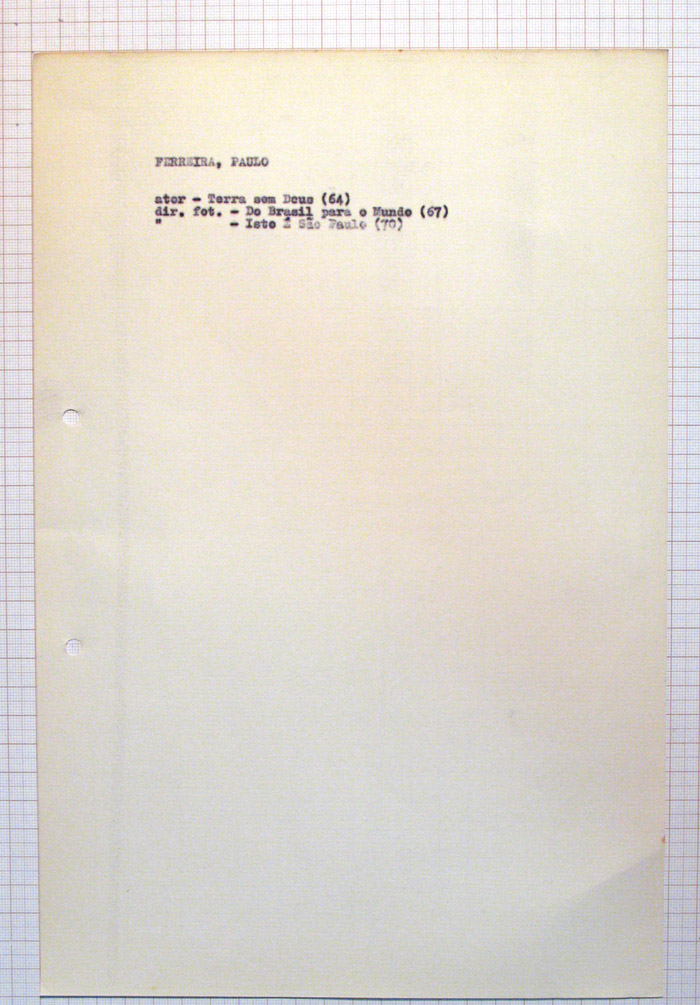 FERREIRA, PAULO
ator - Terra sem Deus (64)
dir. fot. - Do Brasil para o Mundo (67)
" - Isto É São Paulo (70)